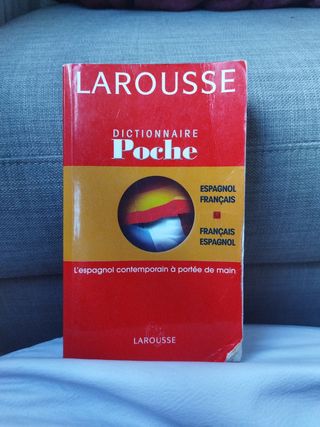 LAROUSSE
DICTIONNAIRE
Poche
ESPAGNOL
FRANÇAIS
FRANÇAIS
ESPAGNOL
L'espagnol contemporain à portée de main
LAROUSSE